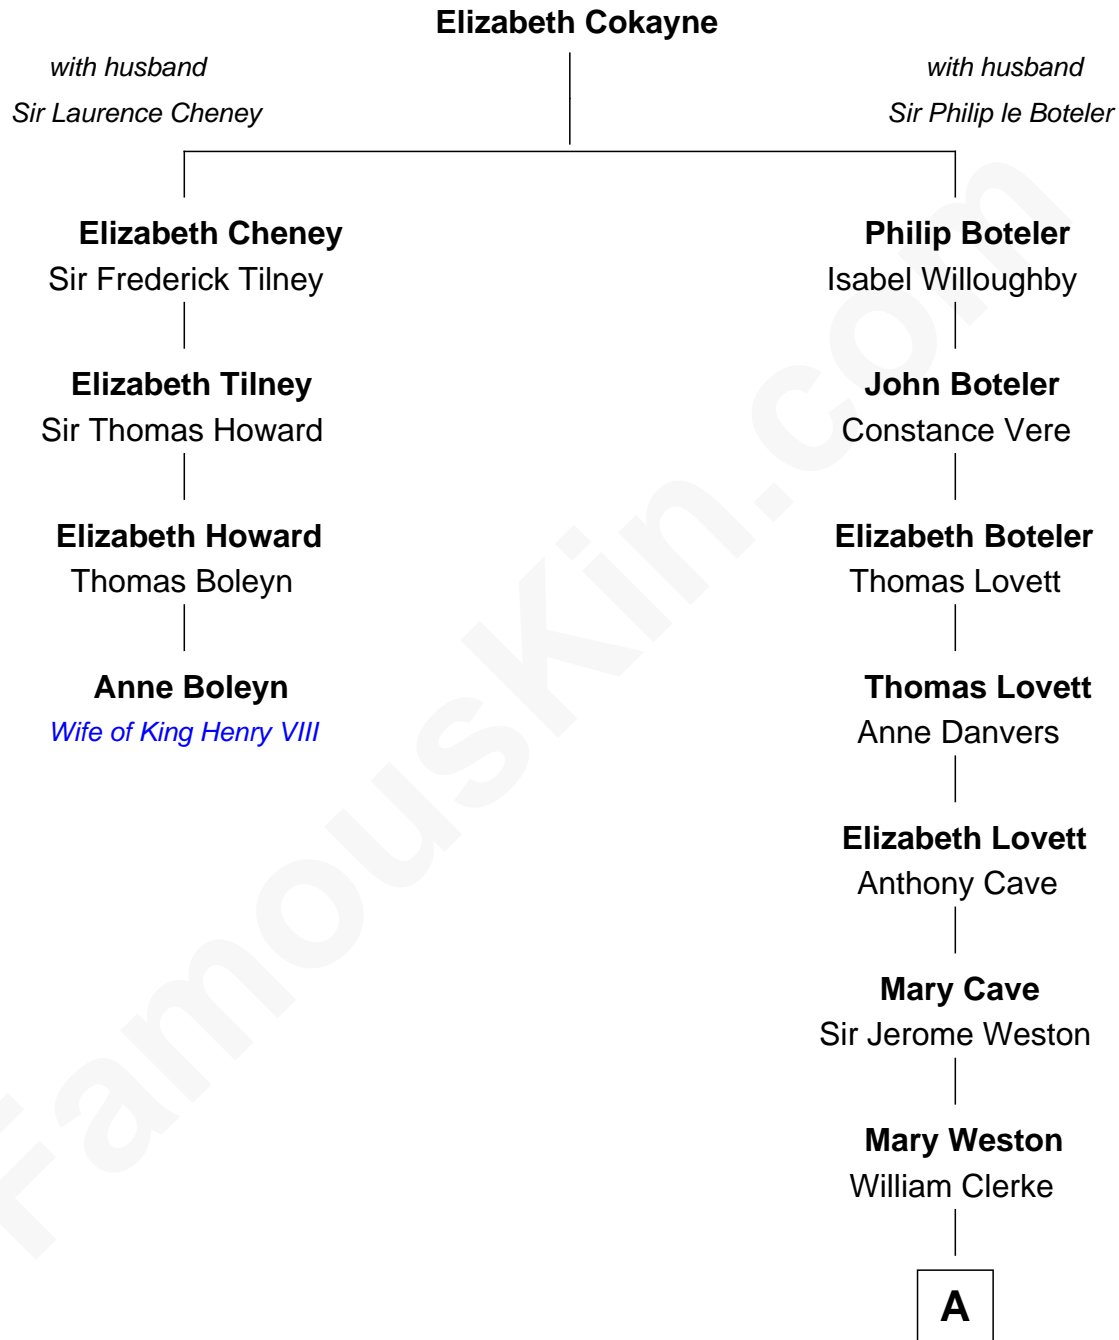 Elizabeth Cokayne
with husband
Sir Laurence Cheney
with husband
Sir Philip le Boteler
Elizabeth Cheney
Sir Frederick Tilney
Philip Boteler
Isabel Willoughby
Elizabeth Tilney
Sir Thomas Howard
John Boteler
Constance Vere
Elizabeth Howard
Thomas Boleyn
Elizabeth Boteler
Thomas Lovett
Anne Boleyn
Wife of King Henry VIII
Thomas Lovett
Anne Danvers
Elizabeth Lovett
Anthony Cave
Mary Cave
Sir Jerome Weston
Mary Weston
William Clerke
A
FamousKin.com